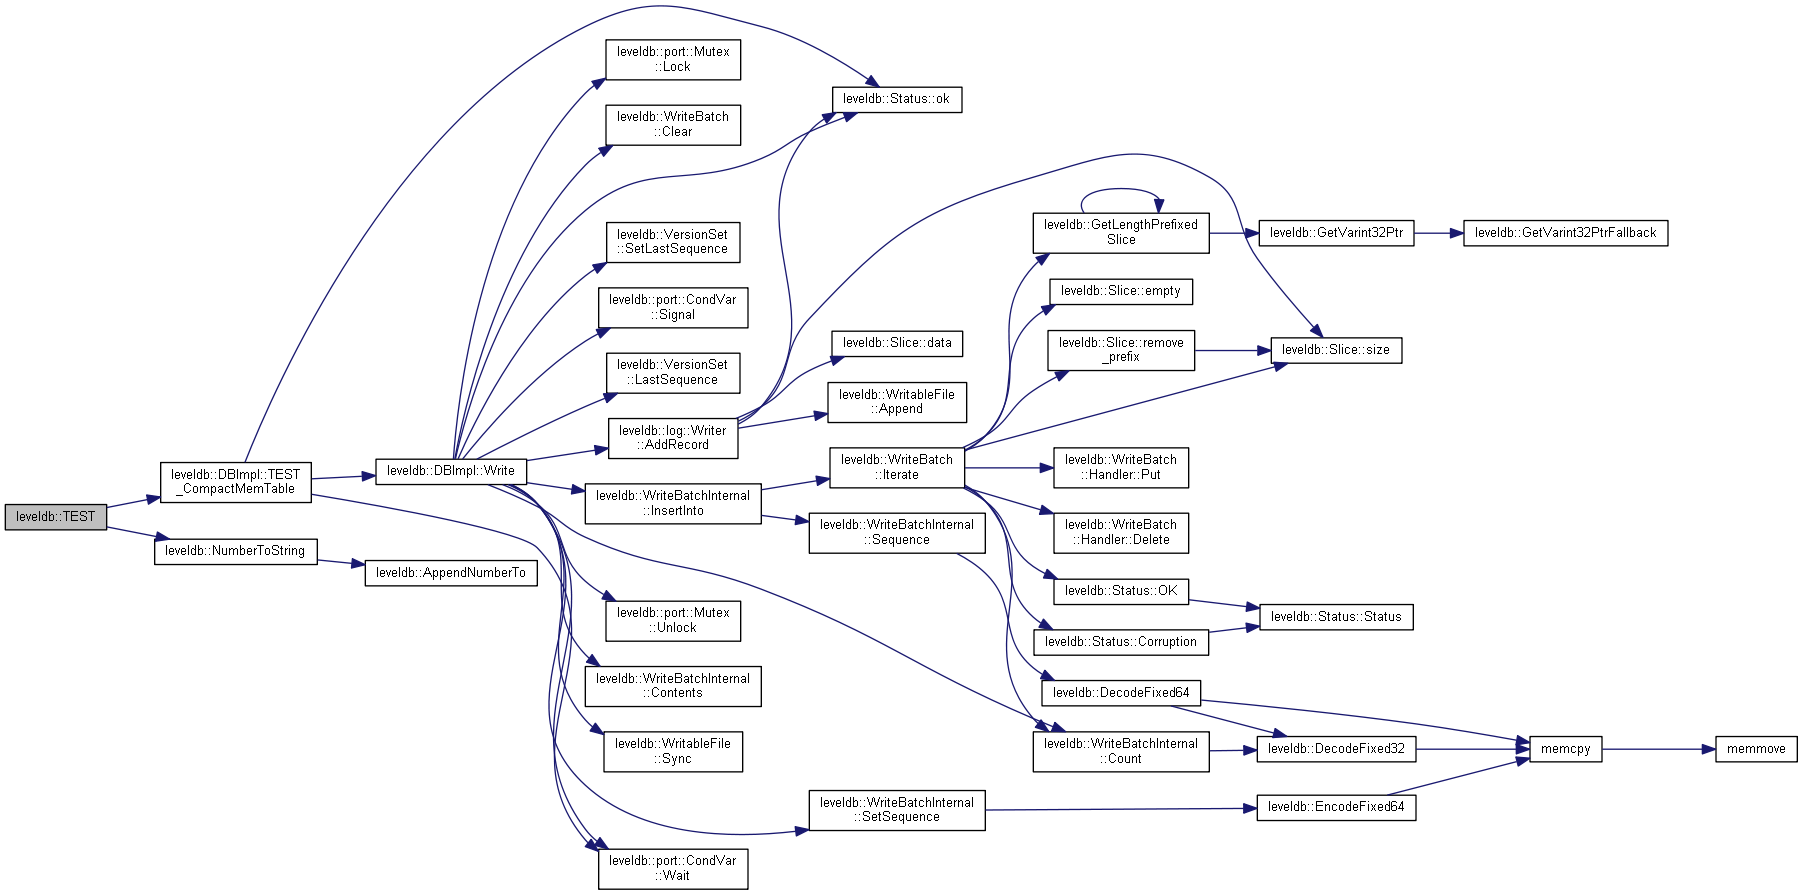 leveldb::TEST
leveldb::DBImpl::TEST
_CompactMemTable
leveldb::NumberToString
leveldb::AppendNumberTo
leveldb::DBImpl::Write
leveldb::port::Mutex
::Lock
leveldb::WriteBatch
::Clear
leveldb::VersionSet
::SetLastSequence
leveldb::port::CondVar
::Signal
leveldb::VersionSet
::LastSequence
leveldb::log::Writer
::AddRecord
leveldb::WriteBatchInternal
::InsertInto
leveldb::port::Mutex
::Unlock
leveldb::WriteBatchInternal
::Contents
leveldb::WritableFile
::Sync
leveldb::port::CondVar
::Wait
leveldb::Status::ok
leveldb::Slice::data
leveldb::WritableFile
::Append
leveldb::WriteBatch
::Iterate
leveldb::WriteBatchInternal
::Sequence
leveldb::WriteBatchInternal
::SetSequence
leveldb::GetLengthPrefixed
Slice
leveldb::Slice::empty
leveldb::Slice::remove
_prefix
leveldb::WriteBatch
::Handler::Put
leveldb::WriteBatch
::Handler::Delete
leveldb::Status::OK
leveldb::Status::Corruption
leveldb::DecodeFixed64
leveldb::WriteBatchInternal
::Count
leveldb::GetVarint32Ptr
leveldb::Slice::size
leveldb::Status::Status
leveldb::DecodeFixed32
leveldb::EncodeFixed64
leveldb::GetVarint32PtrFallback
memcpy
memmove